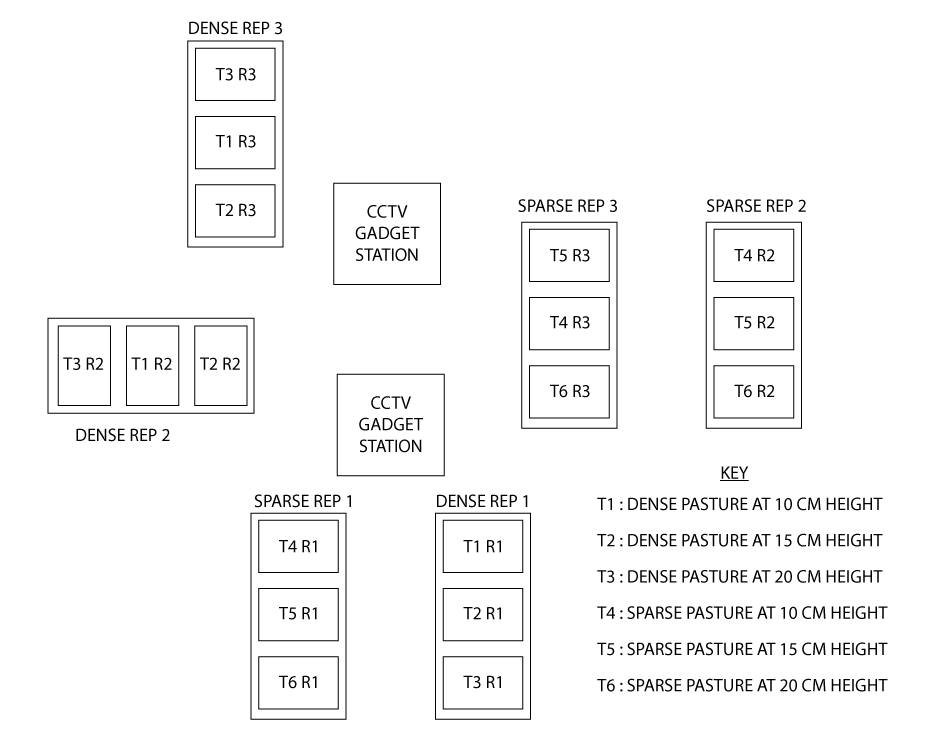 DENSE REP 3
T3 R3
T1 R3
T2 R3
CCTV
GADGET
STATION
SPARSE REP 3
T5 R3
T4 R3
T6 R3
SPARSE REP 2
T4 R2
T5 R2
T6 R2
T3 R2
T1 R2
T2 R2
DENSE REP 2
CCTV
GADGET
STATION
SPARSE REP 1
T4 R1
T5 R1
T6 R1
DENSE REP 1
T1 R1
T2 R1
T3 R1
KEY
T1 : DENSE PASTURE AT 10 CM HEIGHT
T2 : DENSE PASTURE AT 15 CM HEIGHT
T3 : DENSE PASTURE AT 20 CM HEIGHT
T4 : SPARSE PASTURE AT 10 CM HEIGHT
T5 : SPARSE PASTURE AT 15 CM HEIGHT
T6 : SPARSE PASTURE AT 20 CM HEIGHT